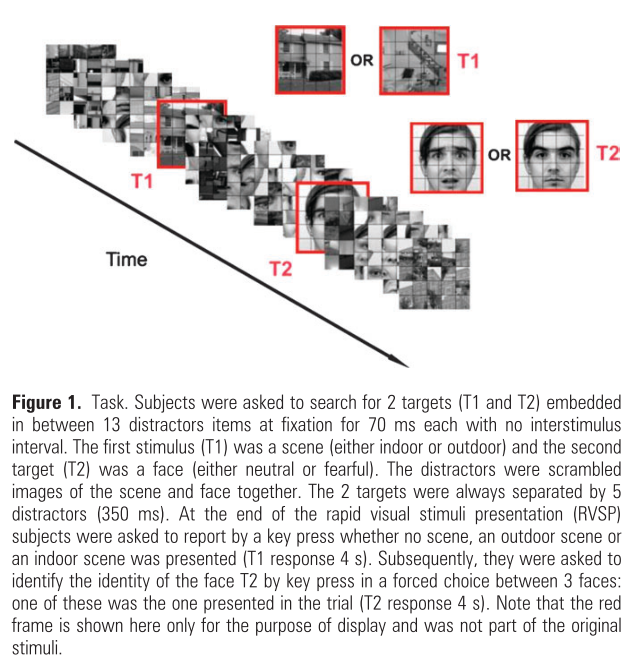 OR T1
OR T2
T1
T2
Time
Figure 1. Task. Subjects were asked to search for 2 targets (T1 and T2) embedded
in between 13 distractors items at fixation for 70 ms each with no interstimulus
interval. The first stimulus (T1) was a scene (either indoor or outdoor) and the second
target (T2) was a face (either neutral or fearful). The distractors were scrambled
images of the scene and face together. The 2 targets were always separated by 5
distractors (350 ms). At the end of the rapid visual stimuli presentation (RVSP)
subjects were asked to report by a key press whether no scene, an outdoor scene or
an indoor scene was presented (T1 response 4 s). Subsequently, they were asked to
identify the identity of the face T2 by key press in a forced choice between 3 faces:
one of these was the one presented in the trial (T2 response 4 s). Note that the red
frame is shown here only for the purpose of display and was not part of the original
stimuli.